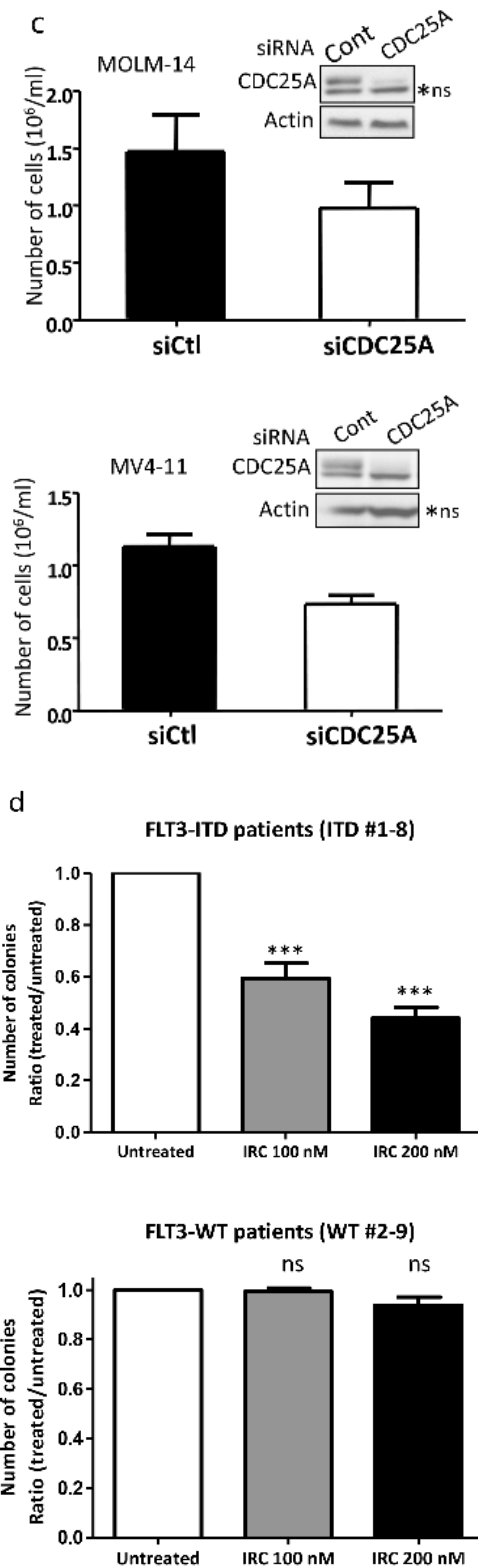 c
MOLM-14
siRNA Cont CDC25A
CDC25A
*ns
Actin
Number of cells (10⁶/ml)
2.0
1.5
1.0
0.5
0.0
siCtl siCDC25A
MV4-11
siRNA Cont CDC25A
CDC25A
Actin
*ns
Number of cells (10⁶/ml)
1.5
1.0
0.5
0.0
siCtl siCDC25A
d
FLT3-ITD patients (ITD #1-8)
Number of colonies
Ratio (treated/untreated)
1.0
0.8
0.6
0.4
0.2
0.0
***
***
Untreated IRC 100 nM IRC 200 nM
FLT3-WT patients (WT #2-9)
Number of colonies
Ratio (treated/untreated)
1.0
0.8
0.6
0.4
0.2
0.0
ns ns
Untreated IRC 100 nM IRC 200 nM